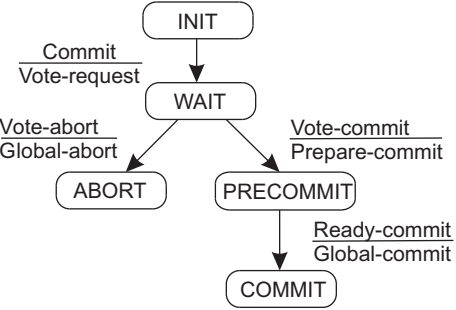 INIT
Commit
Vote-request
WAIT
Vote-abort
Global-abort
Vote-commit
Prepare-commit
ABORT
PRECOMMIT
Ready-commit
Global-commit
COMMIT